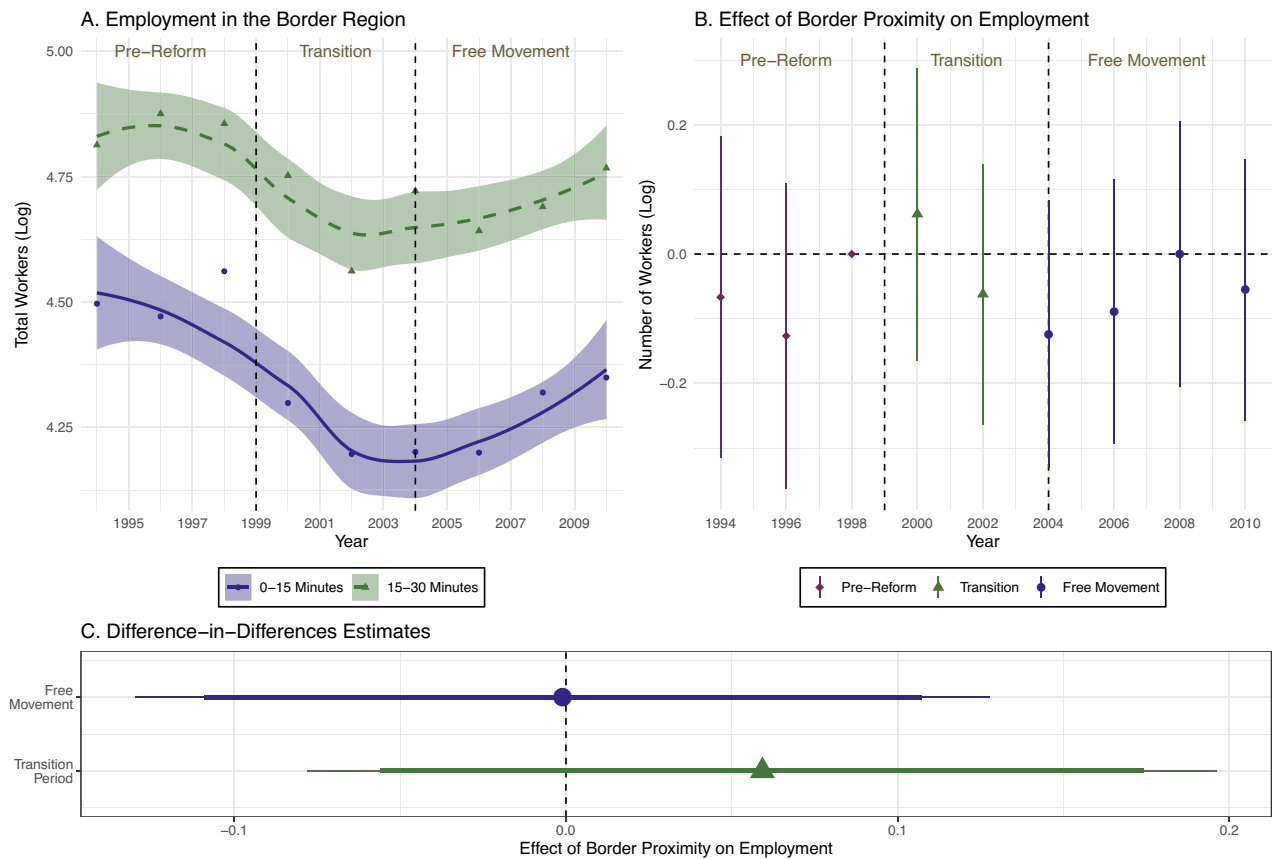 A. Employment in the Border Region
Pre−Reform
Transition
Free Movement
5.00
4.75
4.50
4.25
Total Workers (Log)
1995 1997 1999 2001 2003 2005 2007 2009
Year
0−15 Minutes
15−30 Minutes
B. Effect of Border Proximity on Employment
Pre−Reform
Transition
Free Movement
0.2
0.0
−0.2
Number of Workers (Log)
1994 1996 1998 2000 2002 2004 2006 2008 2010
Year
Pre−Reform
Transition
Free Movement
C. Difference−in−Differences Estimates
Free
Movement
Transition
Period
−0.1 0.0 0.1 0.2
Effect of Border Proximity on Employment